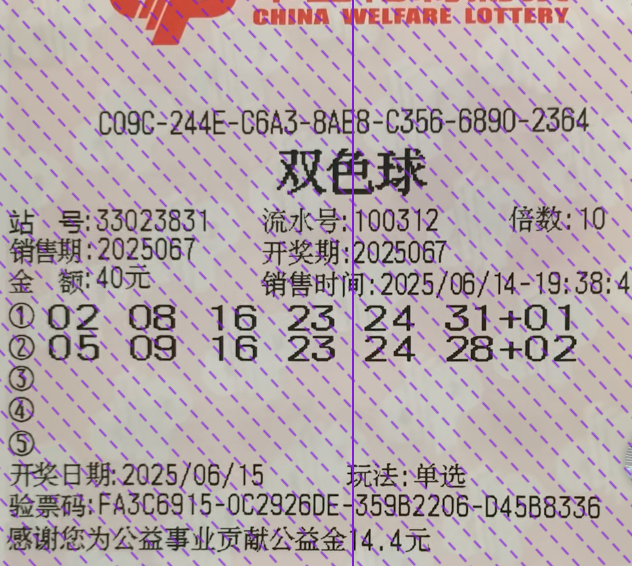 CHINA WELFARE LOTTERY
C09C-244E-C6A3-8AE8-C356-6890-2364
双色球
站 号:33023831 流水号:100312 倍数:10
销售期:2025067 开奖期:2025067
金 额:40元 销售时间:2025/06/14-19:38:4
① 02 08 16 23 24 31+01
② 05 09 16 23 24 28+02
③
④
⑤
开奖日期:2025/06/15 玩法:单选
验票码:FA3C6915-0C2926DE-359B2206-D45B8336
感谢您为公益事业贡献公益金14.4元